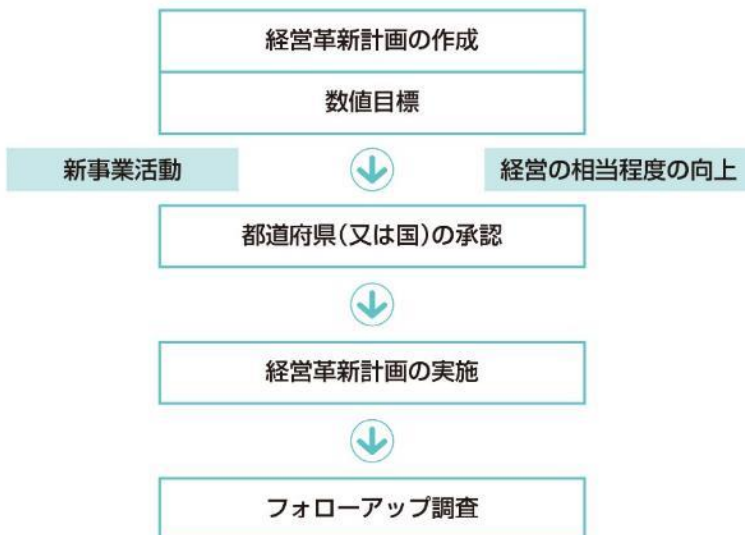 経営革新計画の作成
数値目標
新事業活動
経営の相当程度の向上
都道府県(又は国)の承認
経営革新計画の実施
フォローアップ調査